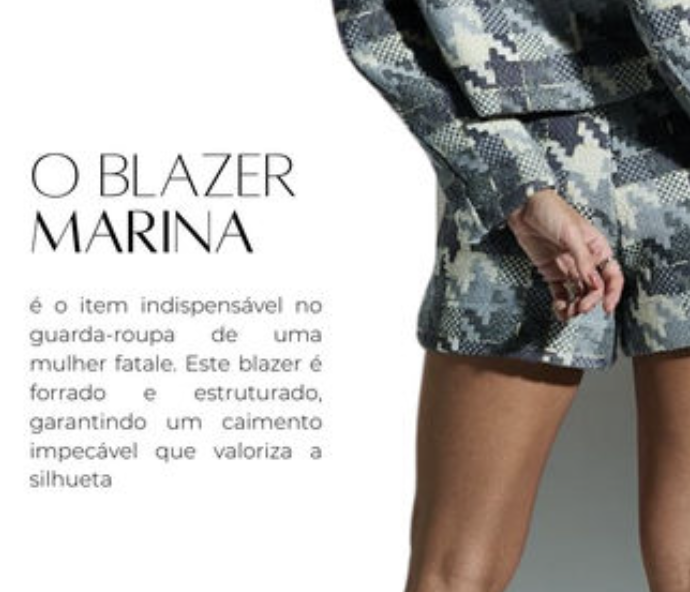 O BLAZER
MARINA
é o item indispensável no
guarda-roupa de uma
mulher fatale. Este blazer é
forrado e estruturado,
garantindo um caimento
impecável que valoriza a
silhueta